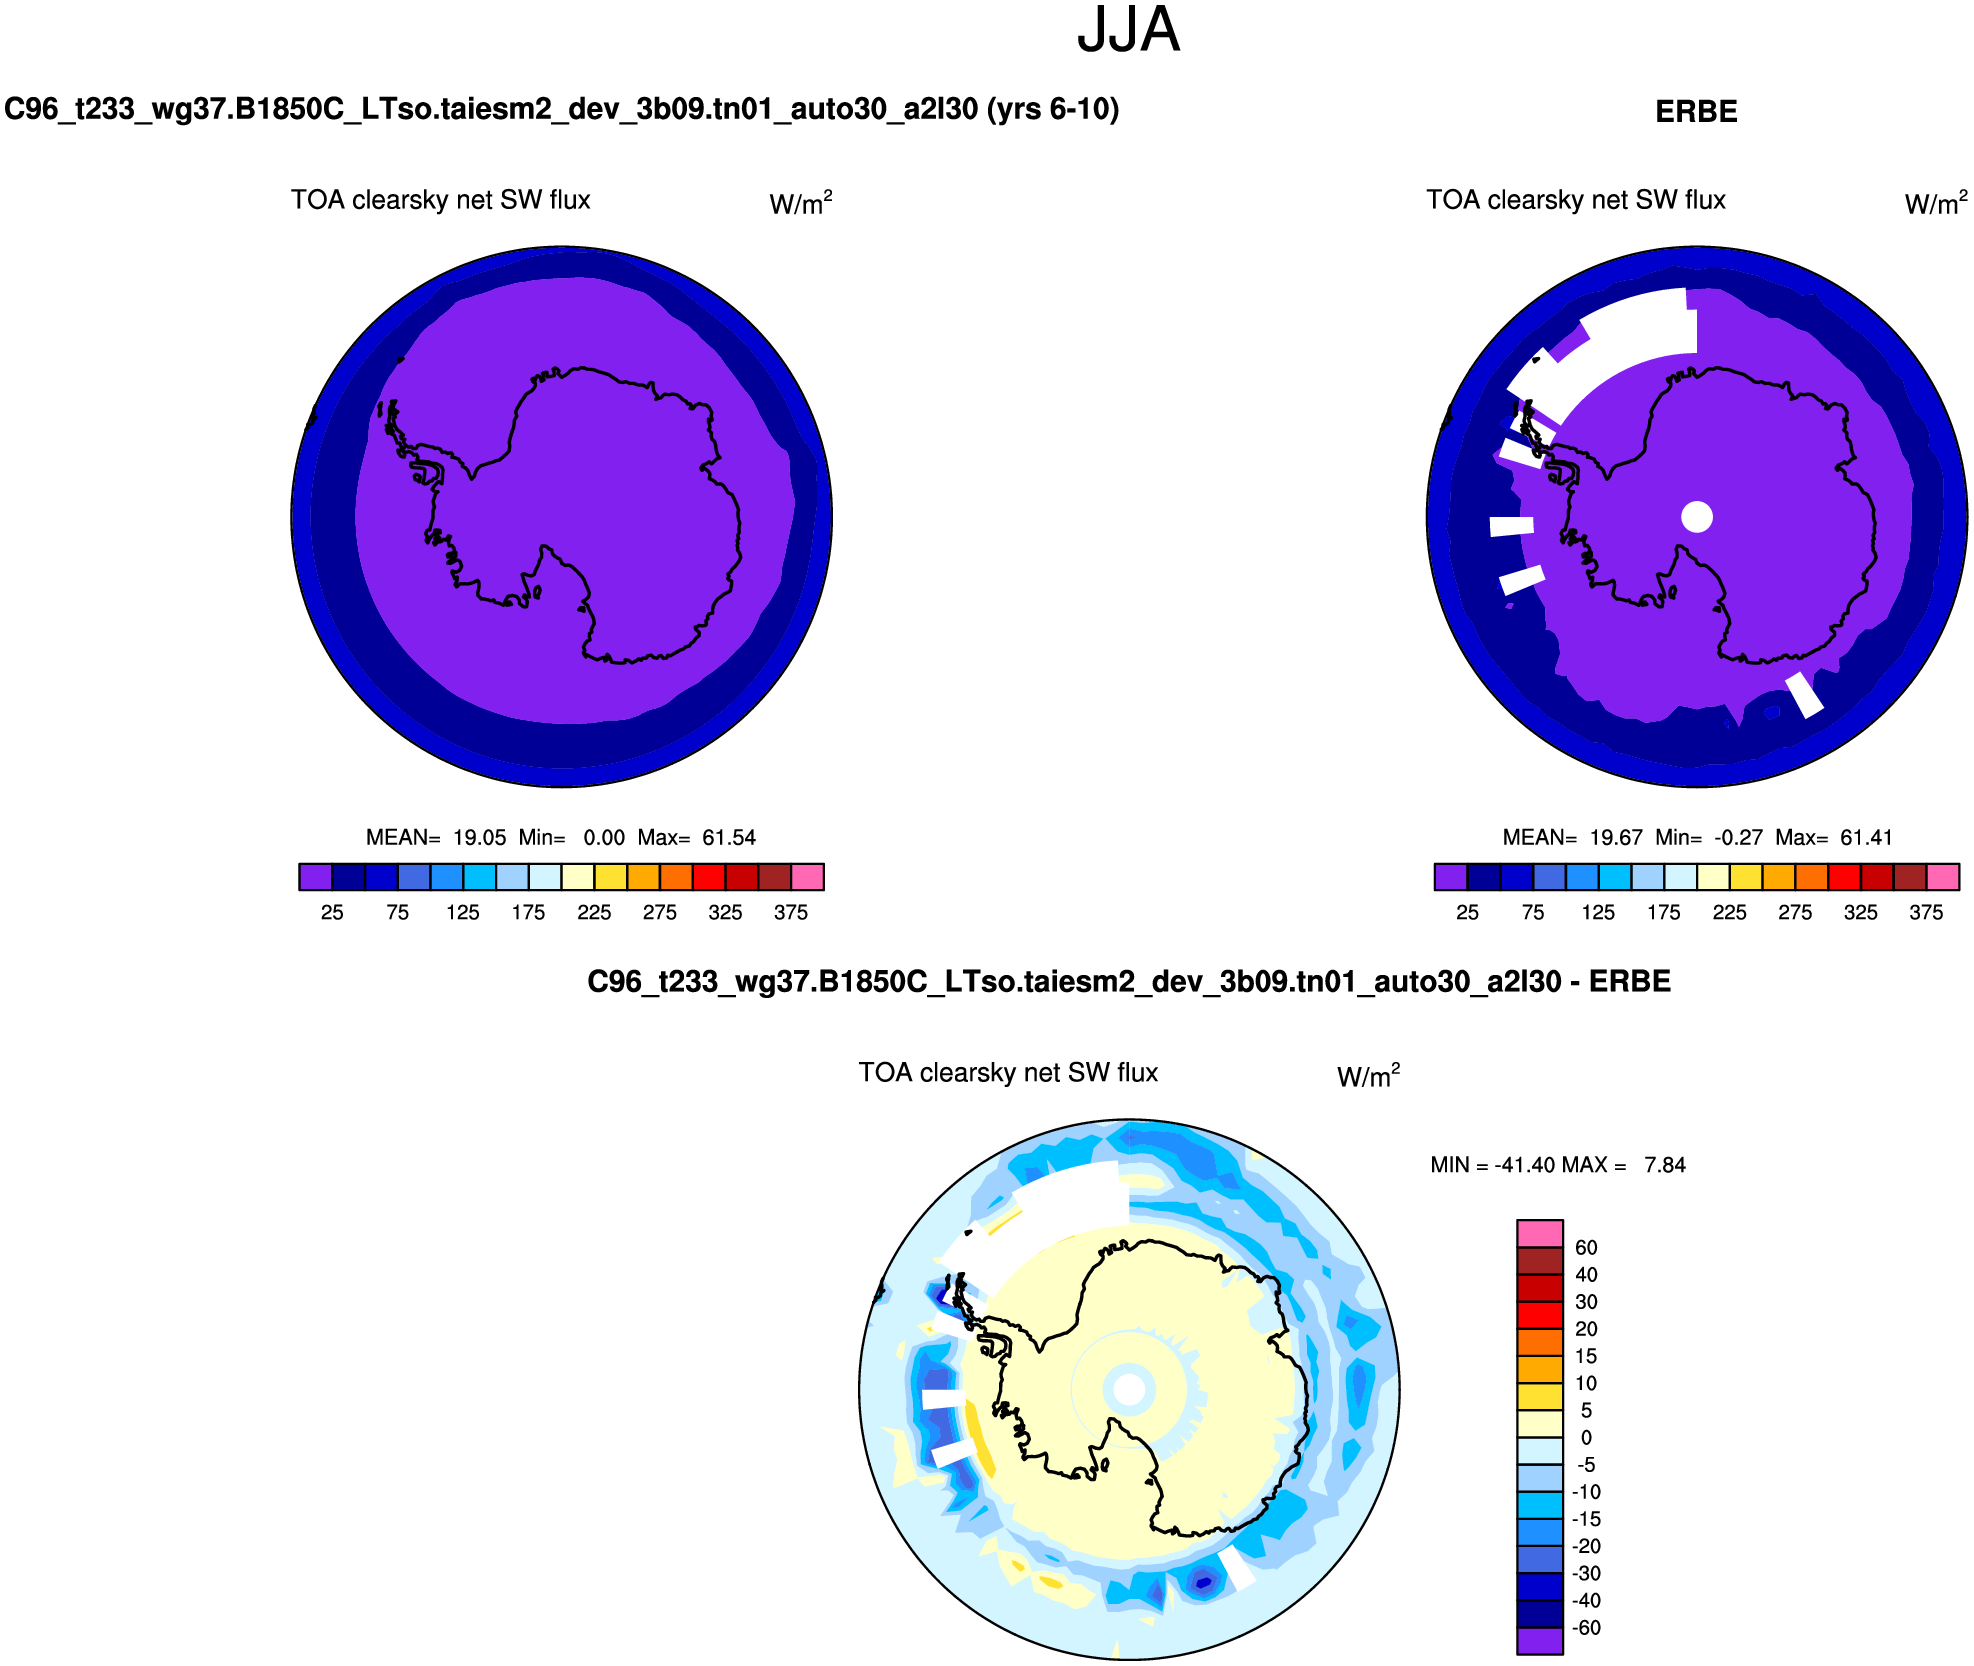 JJA
C96_t233_wg37.B1850C_LTso.taiesm2_dev_3b09.tn01_auto30_a2l30 (yrs 6-10)
ERBE
TOA clearsky net SW flux W/m²
TOA clearsky net SW flux W/m²
MEAN= 19.05 Min= 0.00 Max= 61.54
MEAN= 19.67 Min= -0.27 Max= 61.41
25 75 125 175 225 275 325 375
25 75 125 175 225 275 325 375
C96_t233_wg37.B1850C_LTso.taiesm2_dev_3b09.tn01_auto30_a2l30 - ERBE
TOA clearsky net SW flux W/m²
MIN = -41.40 MAX = 7.84
60
40
30
20
15
10
5
0
-5
-10
-15
-20
-30
-40
-60